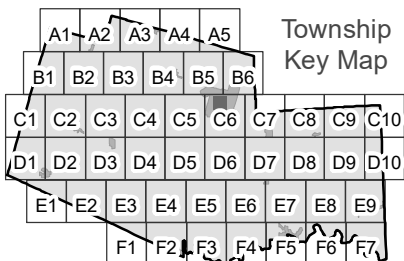 Township
Key Map
A1 A2 A3 A4 A5
B1 B2 B3 B4 B5 B6
C1 C2 C3 C4 C5 C6 C7 C8 C9 C10
D1 D2 D3 D4 D5 D6 D7 D8 D9 D10
E1 E2 E3 E4 E5 E6 E7 E8 E9
F1 F2 F3 F4 F5 F6 F7